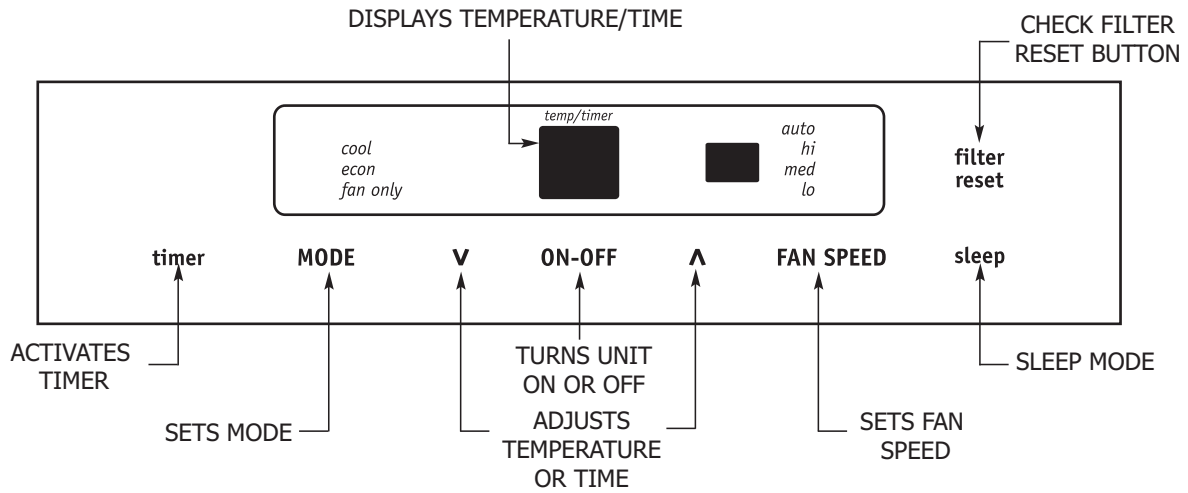 DISPLAYS TEMPERATURE/TIME
CHECK FILTER
RESET BUTTON
temp/timer
cool
econ
fan only
auto
hi
med
lo
filter
reset
timer
MODE
V
ON-OFF
Λ
FAN SPEED
sleep
ACTIVATES
TIMER
SETS MODE
TURNS UNIT
ON OR OFF
ADJUSTS
TEMPERATURE
OR TIME
SETS FAN
SPEED
SLEEP MODE